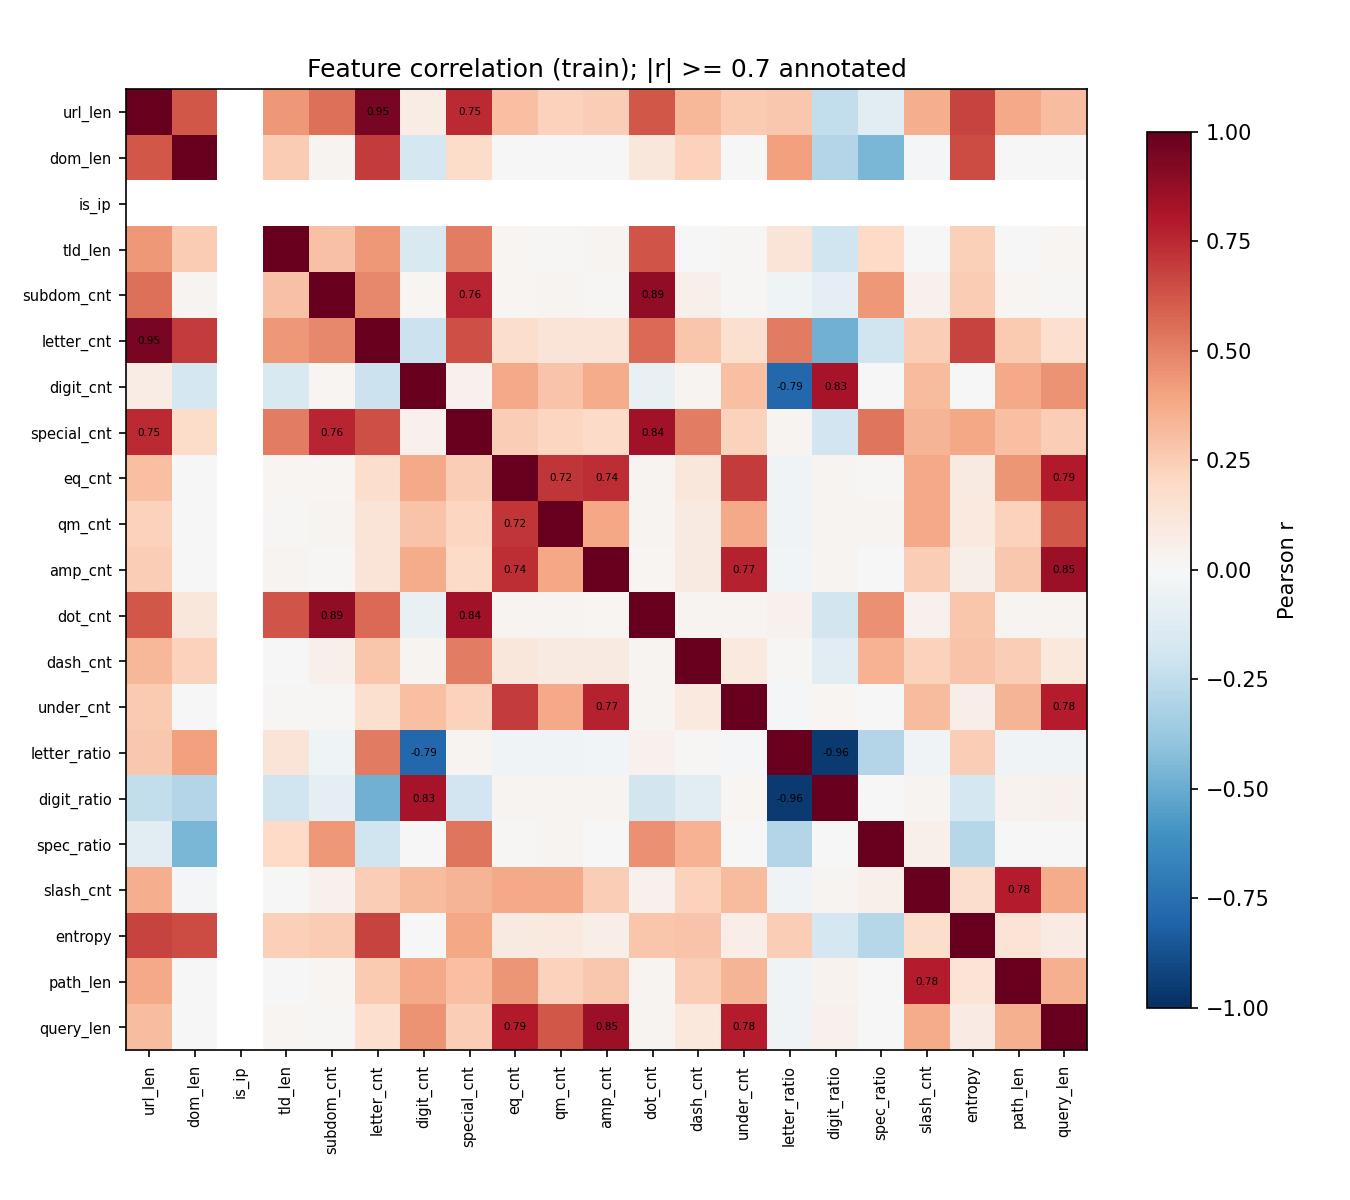 Feature correlation (train); |r| >= 0.7 annotated
url_len 0.95 0.75
dom_len
is_ip
tld_len
subdom_cnt 0.76 0.89
letter_cnt 0.95
digit_cnt -0.79 0.83
special_cnt 0.75 0.76 0.84
eq_cnt 0.72 0.74 0.79
qm_cnt 0.72
amp_cnt 0.74 0.77 0.85
dot_cnt 0.89 0.84
dash_cnt
under_cnt 0.77 0.78
letter_ratio -0.79 -0.96
digit_ratio 0.83 -0.96
spec_ratio
slash_cnt 0.78
entropy
path_len 0.78
query_len 0.79 0.85 0.78
url_len
dom_len
is_ip
tld_len
subdom_cnt
letter_cnt
digit_cnt
special_cnt
eq_cnt
qm_cnt
amp_cnt
dot_cnt
dash_cnt
under_cnt
letter_ratio
digit_ratio
spec_ratio
slash_cnt
entropy
path_len
query_len
1.00
0.75
0.50
0.25
0.00
−0.25
−0.50
−0.75
−1.00
Pearson r